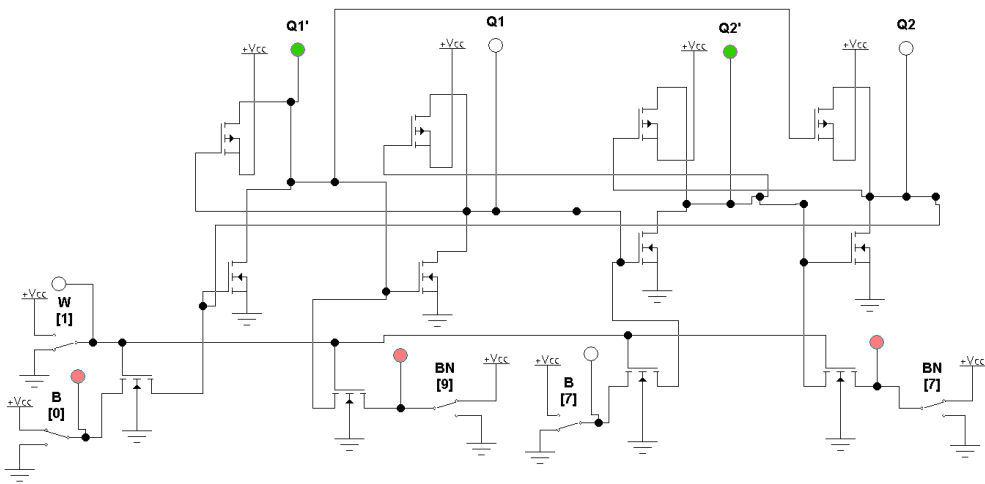 Q1' Q1 Q2' Q2
+Vcc +Vcc +Vcc +Vcc
+Vcc W
[1]
+Vcc B
[0]
BN
[9]
+Vcc
+Vcc B
[7]
BN
[7]
+Vcc